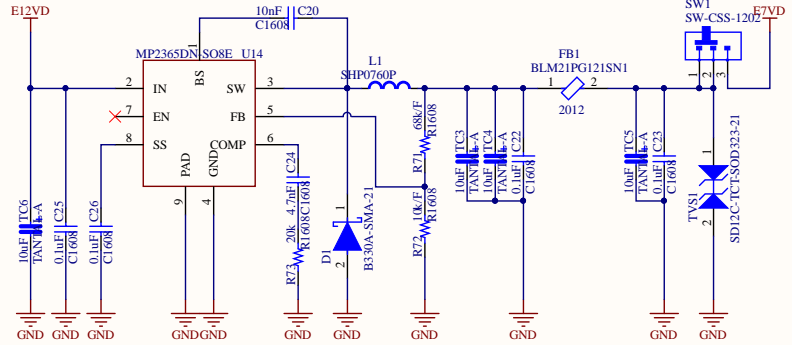 E12VD
10nF C20
C1608
SW1
SW-CSS-1202
E7VD
MP2365DN-SO8E U14
L1
SHP0760P
FB1
BLM21PG121SN1
2012
1
BS
2
IN
7
EN
8
SS
SW
3
FB
5
COMP
6
PAD
GND
9
4
1
2
1
2
3
TC6
10uF
TANTAL-A
C25
0.1uF
C1608
C26
0.1uF
C1608
C24
4.7nF
C1608
R73
20k
R1608
D1
B330A-SMA-21
1
2
R71
68k/F
R1608
R72
10k/F
R1608
TC3
10uF
TANTAL-A
TC4
10uF
TANTAL-A
C22
0.1uF
C1608
TC5
10uF
TANTAL-A
C23
0.1uF
C1608
TVS1
SD12C-TCT-SOD323-21
1
2
GND
GND
GND
GND
GND
GND
GND
GND
GND
GND
GND